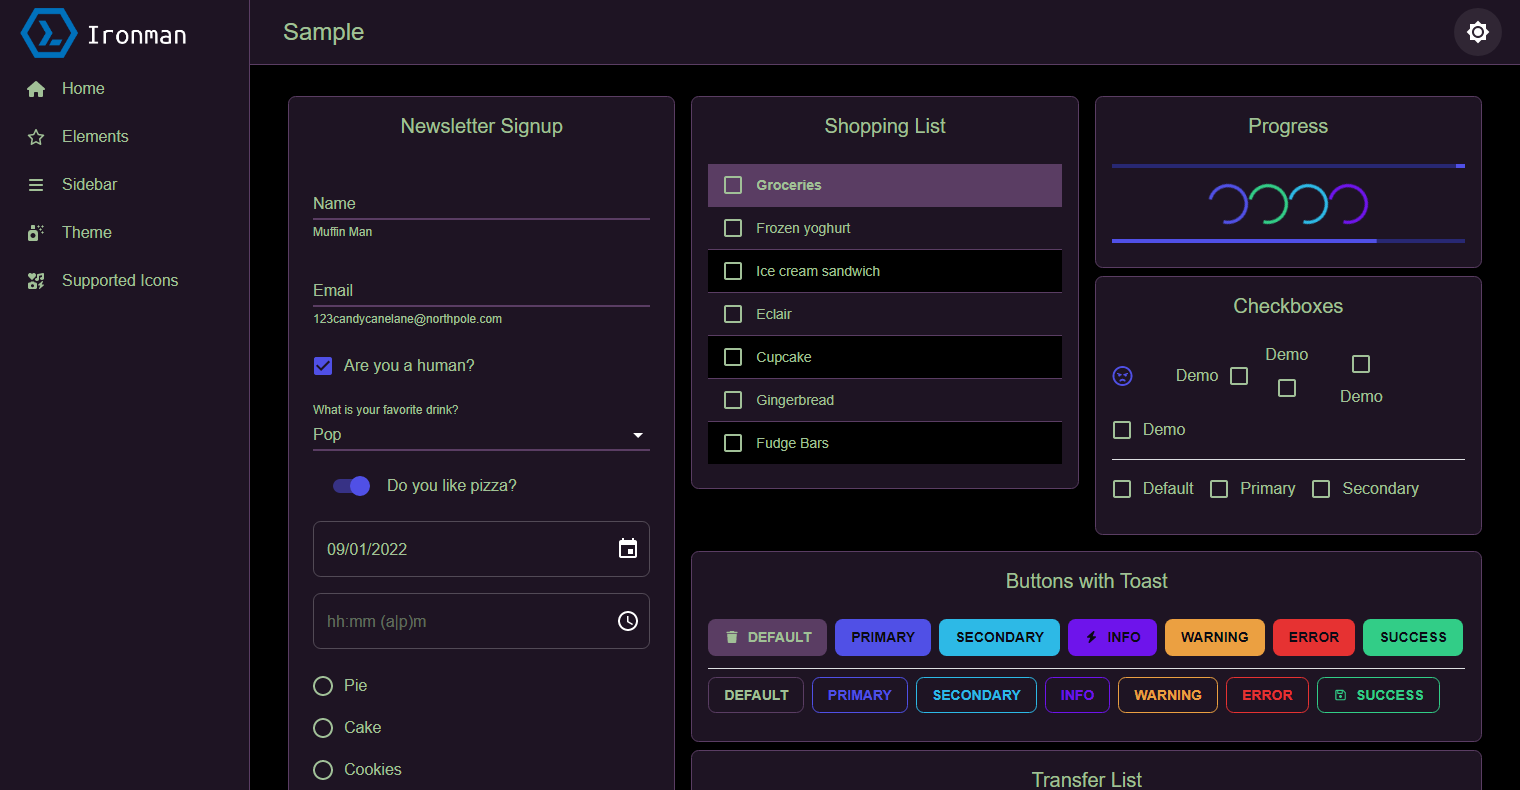 Ironman
Home
Elements
Sidebar
Theme
Supported Icons
Sample
Newsletter Signup
Name
Muffin Man
Email
123candycanelane@northpole.com
Are you a human?
What is your favorite drink?
Pop
Do you like pizza?
09/01/2022
hh:mm (a|p)m
Pie
Cake
Cookies
Shopping List
Groceries
Frozen yoghurt
Ice cream sandwich
Eclair
Cupcake
Gingerbread
Fudge Bars
Progress
Checkboxes
Demo
Demo
Demo
Demo
Default Primary Secondary
Buttons with Toast
DEFAULT PRIMARY SECONDARY INFO WARNING ERROR SUCCESS
DEFAULT PRIMARY SECONDARY INFO WARNING ERROR SUCCESS
Transfer List